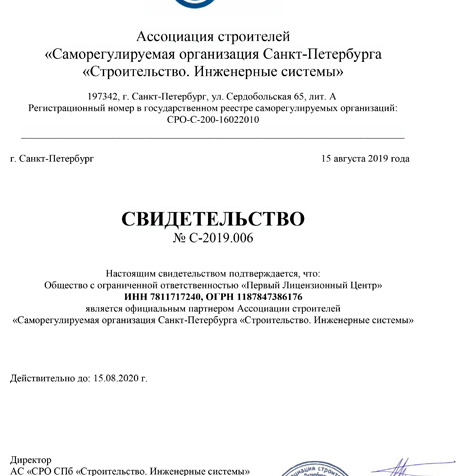 Ассоциация строителей
«Саморегулируемая организация Санкт-Петербурга
«Строительство. Инженерные системы»
197342, г. Санкт-Петербург, ул. Сердобольская 65, лит. А
Регистрационный номер в государственном реестре саморегулируемых организаций:
СРО-С-200-16022010
г. Санкт-Петербург 15 августа 2019 года
СВИДЕТЕЛЬСТВО
№ С-2019.006
Настоящим свидетельством подтверждается, что:
Общество с ограниченной ответственностью «Первый Лицензионный Центр»
ИНН 7811717240, ОГРН 1187847386176
является официальным партнером Ассоциации строителей
«Саморегулируемая организация Санкт-Петербурга «Строительство. Инженерные системы»
Действительно до: 15.08.2020 г.
Директор
АС «СРО СПб «Строительство. Инженерные системы»